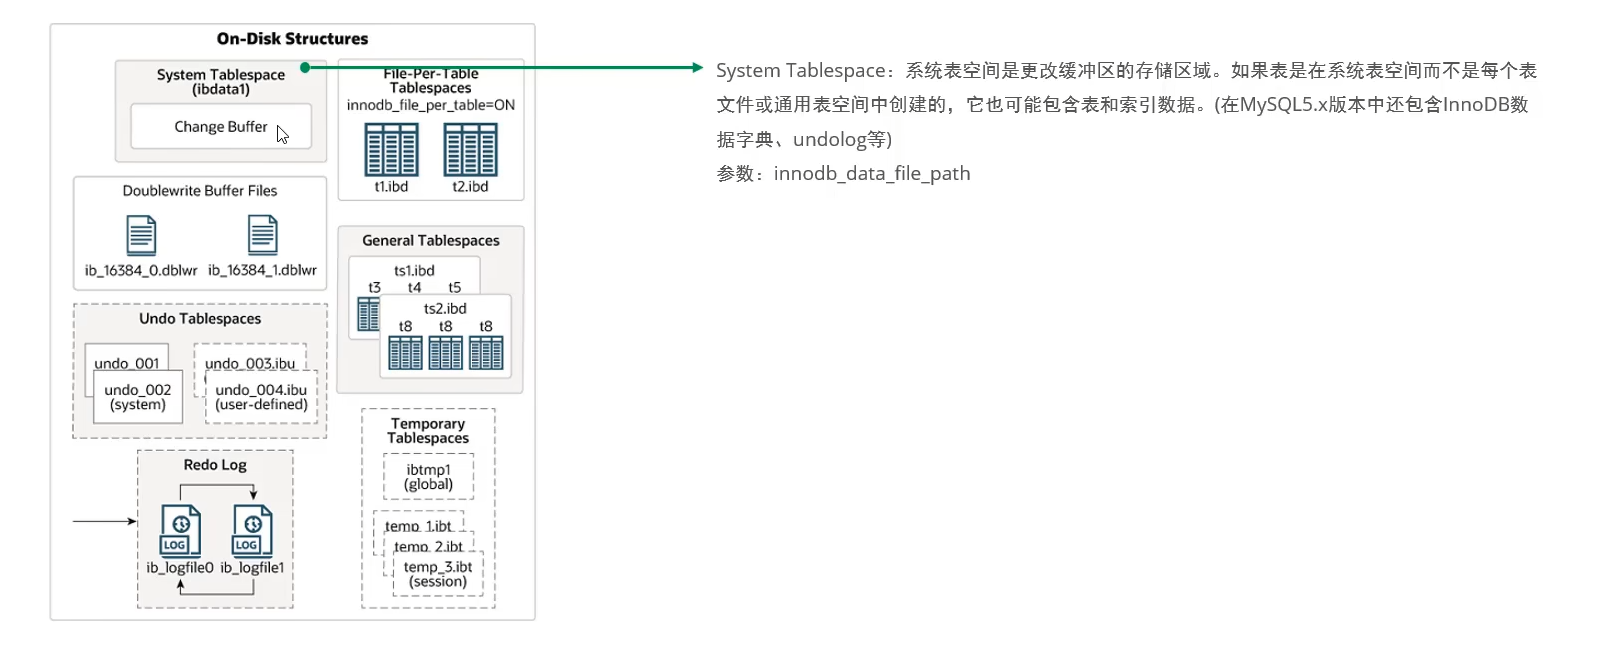 On-Disk Structures
System Tablespace
(ibdata1)
Change Buffer
File-Per-Table
Tablespaces
innodb_file_per_table=ON
t1.ibd
t2.ibd
Doublewrite Buffer Files
ib_16384_0.dblwr
ib_16384_1.dblwr
General Tablespaces
ts1.ibd
t3 t4 t5
ts2.ibd
t8 t8 t8
Undo Tablespaces
undo_001
undo_002
(system)
undo_003.ibu
undo_004.ibu
(user-defined)
Temporary
Tablespaces
ibtmp1
(global)
temp_1.ibt
temp_2.ibt
temp_3.ibt
(session)
Redo Log
LOG
LOG
ib_logfile0
ib_logfile1
System Tablespace：系统表空间是更改缓冲区的存储区域。如果表是在系统表空间而不是每个表
文件或通用表空间中创建的，它也可能包含表和索引数据。(在MySQL5.x版本中还包含InnoDB数
据字典、undolog等)
参数：innodb_data_file_path